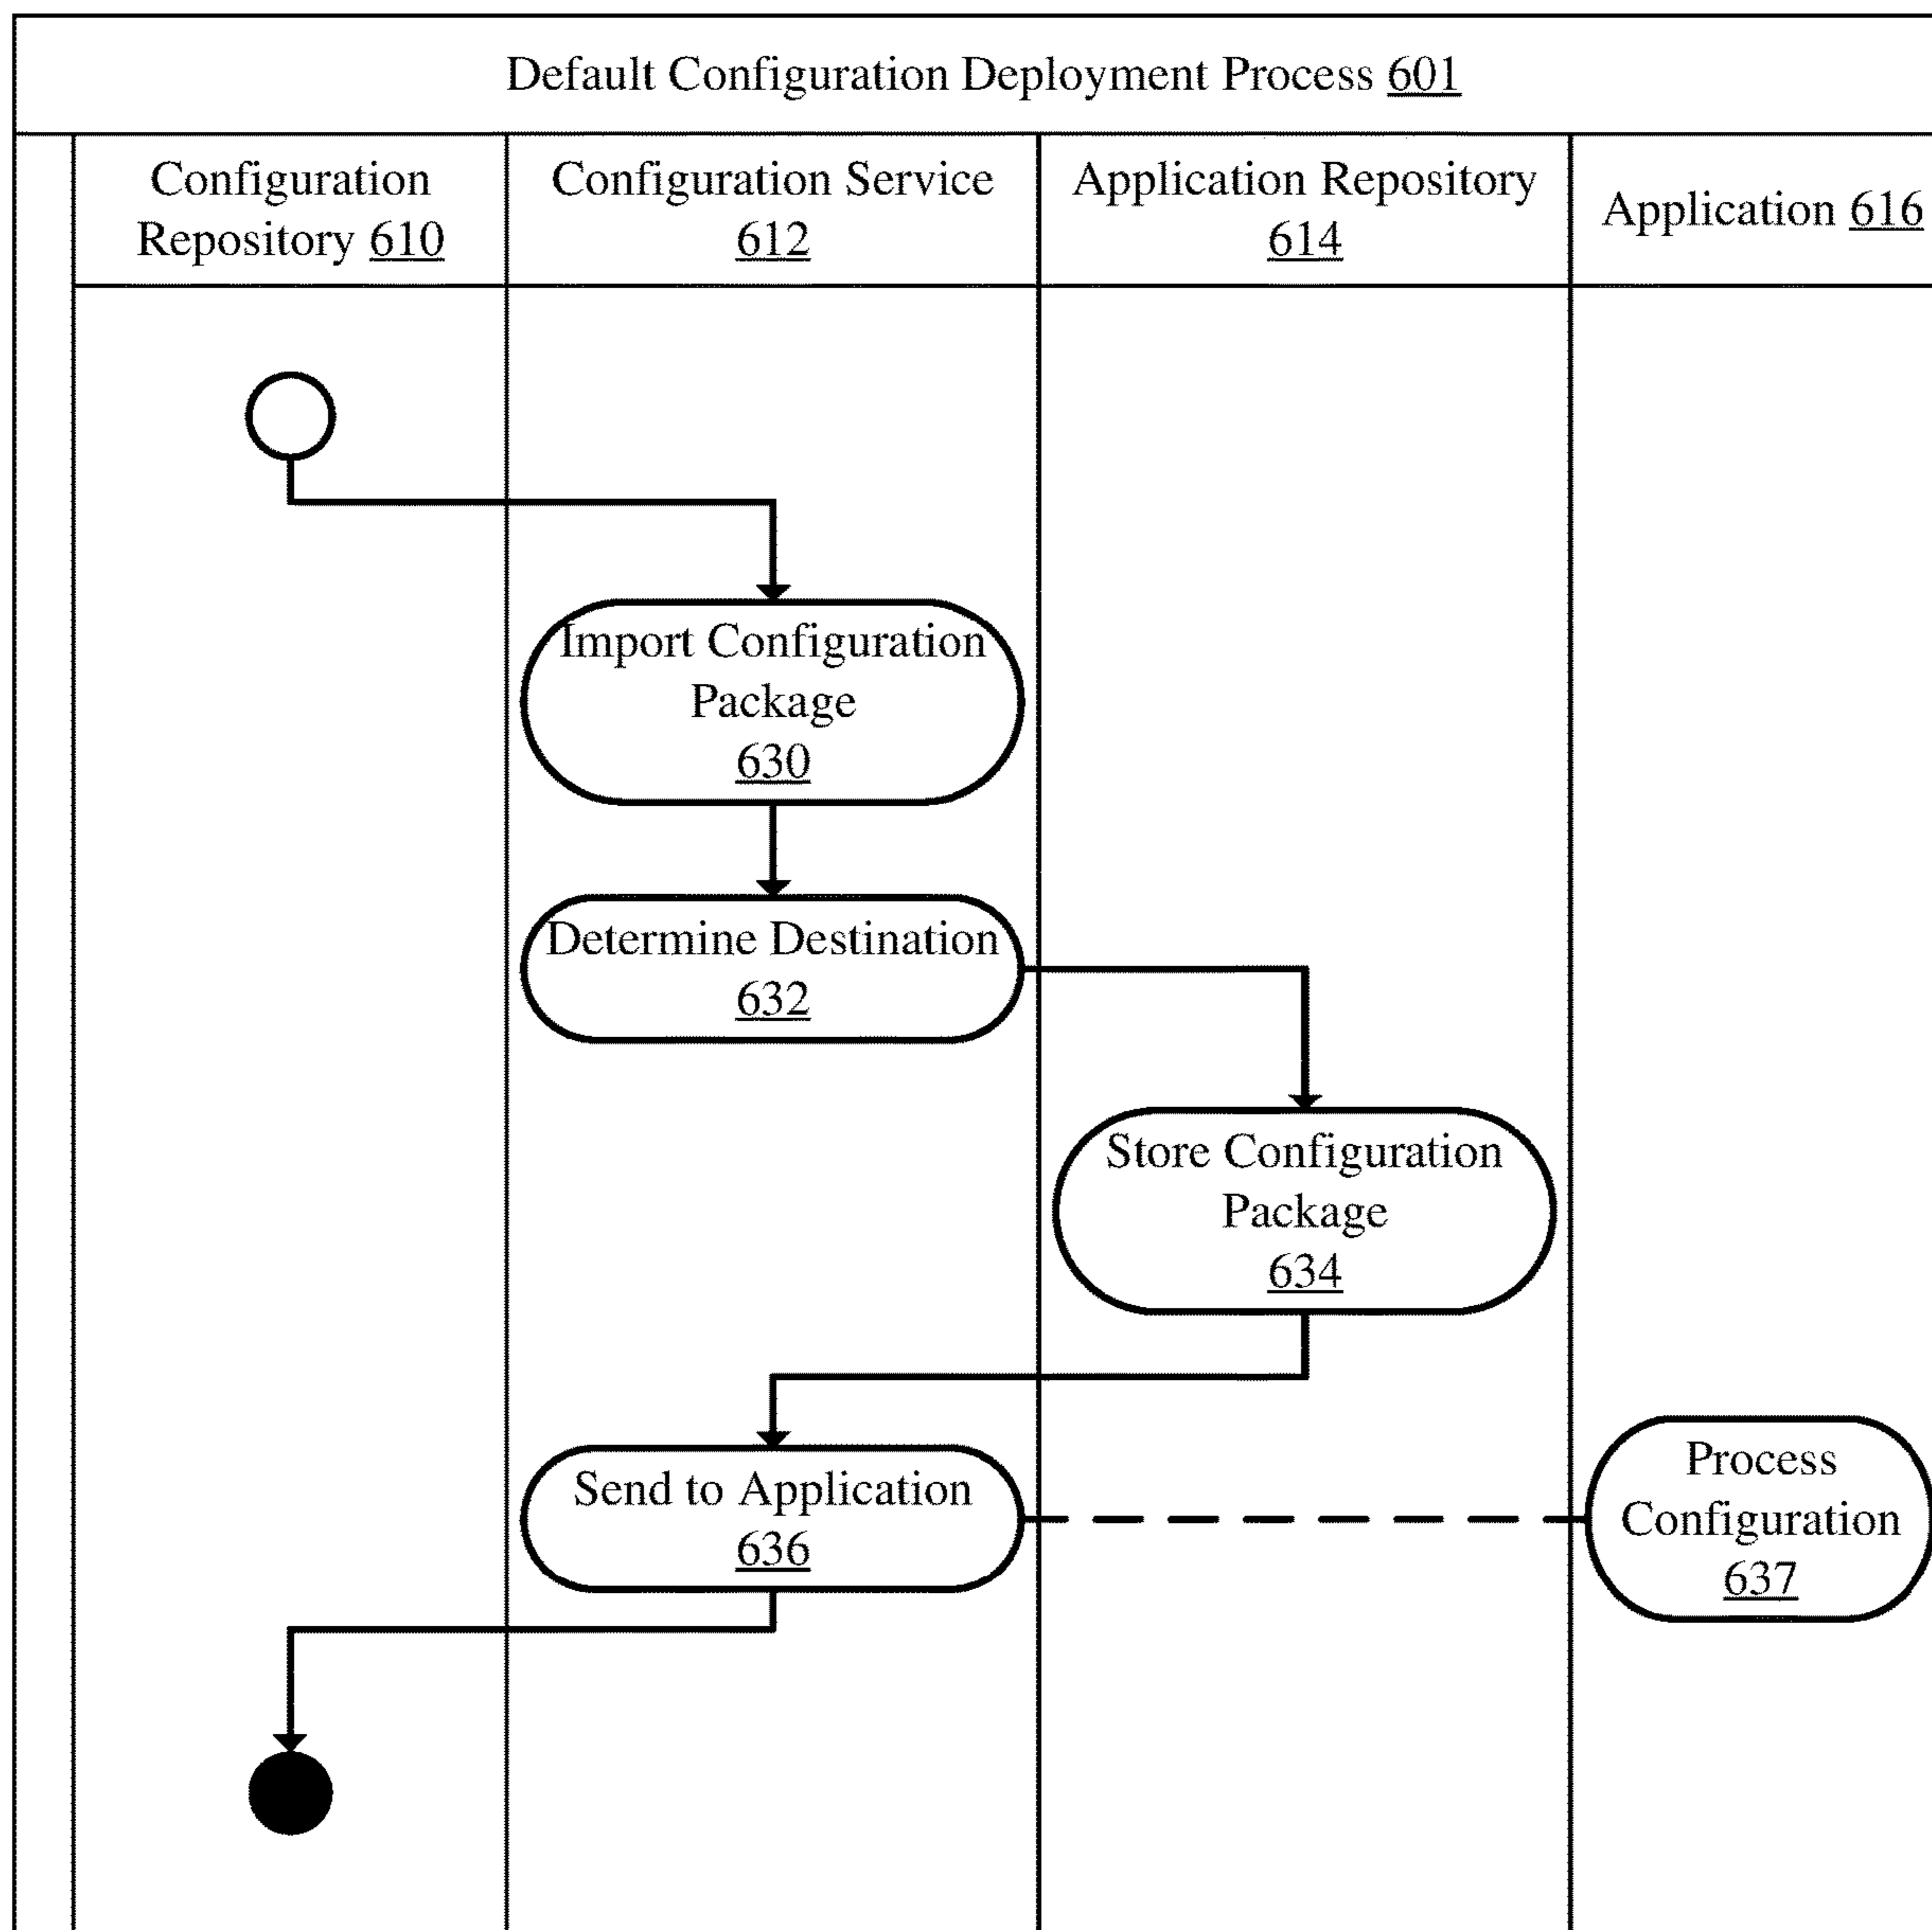 Default Configuration Deployment Process 601
Configuration
Repository 610
Configuration Service
612
Application Repository
614
Application 616
Import Configuration
Package
630
Determine Destination
632
Store Configuration
Package
634
Send to Application
636
Process
Configuration
637